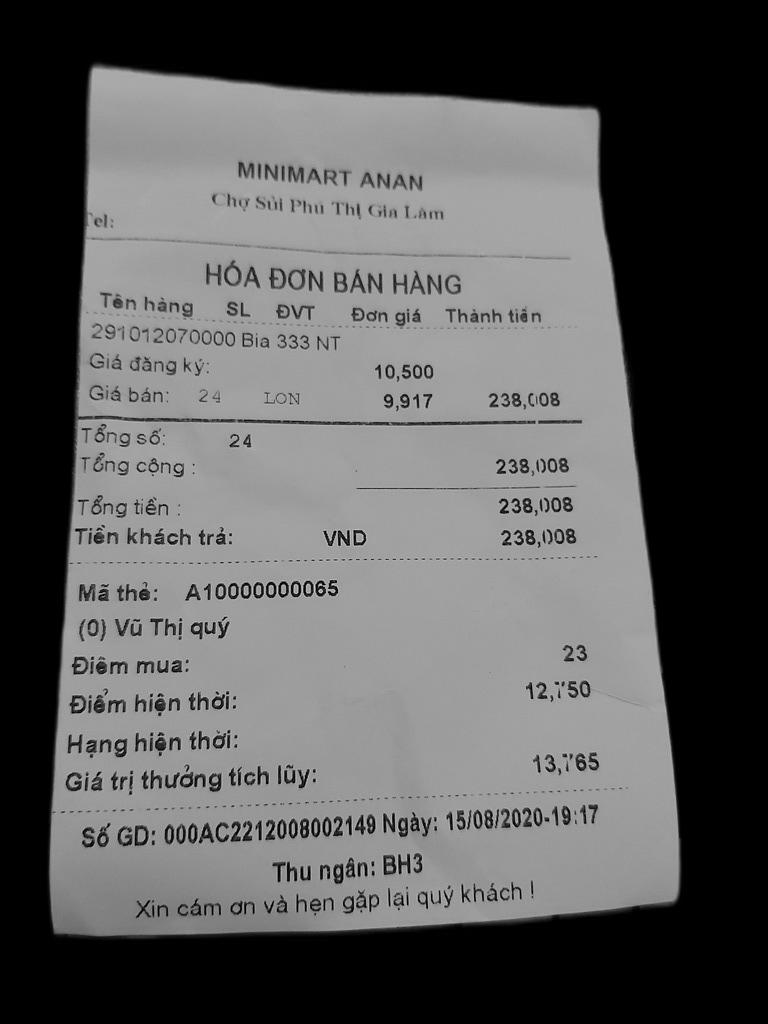 MINIMART ANAN
Chợ Sủi Phú Thị Gia Lâm
Tel:
HÓA ĐƠN BÁN HÀNG
Tên hàng SL ĐVT Đơn giá Thành tiền
291012070000 Bia 333 NT
Giá đăng ký: 10,500
Giá bán: 24 LON 9,917 238,008
Tổng số: 24
Tổng cộng : 238,008
Tổng tiền : 238,008
Tiền khách trả: VND 238,008
Mã thẻ: A10000000065
(0) Vũ Thị quý
Điểm mua: 23
Điểm hiện thời: 12,750
Hạng hiện thời:
Giá trị thưởng tích lũy: 13,765
Số GD: 000AC2212008002149 Ngày: 15/08/2020-19:17
Thu ngân: BH3
Xin cám ơn và hẹn gặp lại quý khách !